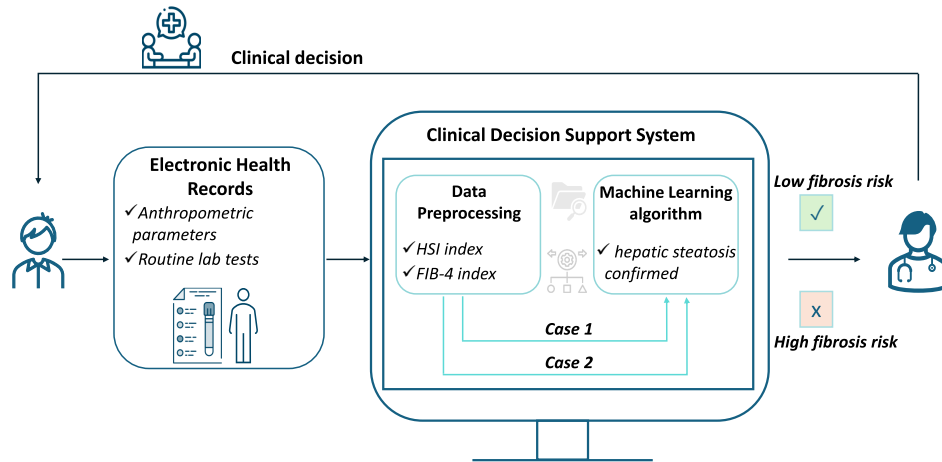 Clinical decision
Clinical Decision Support System
Electronic Health
Records
✓ Anthropometric
parameters
✓ Routine lab tests
Data
Preprocessing
✓ HSI index
✓ FIB-4 index
Machine Learning
algorithm
✓ hepatic steatosis
confirmed
Case 1
Case 2
Low fibrosis risk
✓
x
High fibrosis risk